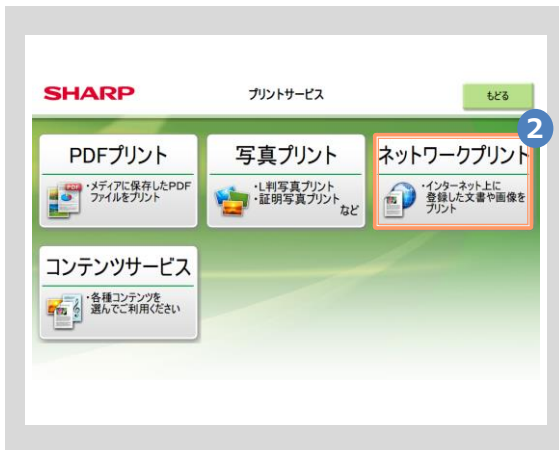 SHARP
プリントサービス
もどる
2
PDFプリント
・メディアに保存したPDF
ファイルをプリント
写真プリント
・L判写真プリント
・証明写真プリント
など
ネットワークプリント
・インターネット上に
登録した文書や画像を
プリント
コンテンツサービス
・各種コンテンツを
選んでご利用ください